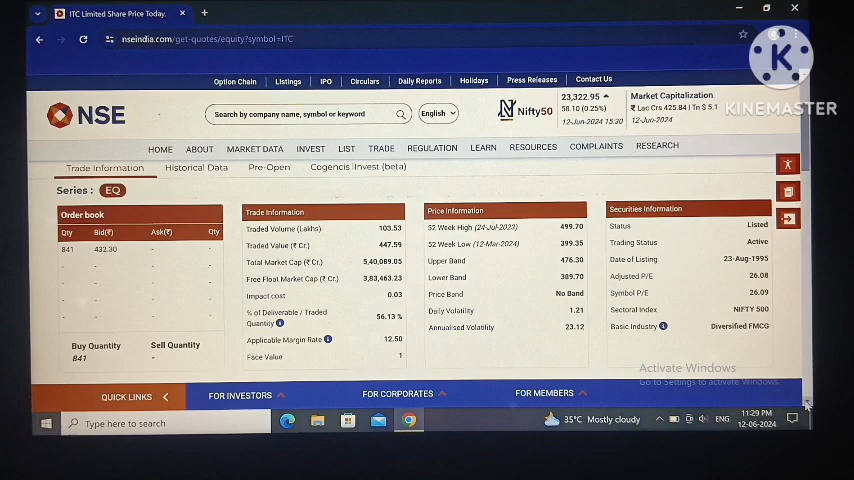 ITC Limited Share Price Today,
nseindia.com/get-quotes/equity?symbol=ITC
K
KINEMASTER
Option Chain | Listings | IPO | Circulars | Daily Reports | Holidays | Press Releases | Contact Us
NSE
Search by company name, symbol or keyword
English
Nifty50
23,322.95
58.10 (0.25%)
12-Jun-2024 15:30
Market Capitalization
₹ Lac Crs 425.84 | Tn $ 5.1
12-Jun-2024
HOME ABOUT MARKET DATA INVEST LIST TRADE REGULATION LEARN RESOURCES COMPLAINTS RESEARCH
Trade Information Historical Data Pre-Open Cogencis iInvest (beta)
Series : EQ
Order book
Qty Bid(₹) Ask(₹) Qty
841 432.30 - -
- - - -
- - - -
- - - -
- - - -
Buy Quantity Sell Quantity
841 -
Trade Information
Traded Volume (Lakhs) 103.53
Traded Value (₹ Cr.) 447.59
Total Market Cap (₹ Cr.) 5,40,089.05
Free Float Market Cap (₹ Cr.) 3,83,463.23
Impact cost 0.03
% of Deliverable / Traded
Quantity 56.13 %
Applicable Margin Rate 12.50
Face Value 1
Price Information
52 Week High (24-Jul-2023) 499.70
52 Week Low (12-Mar-2024) 399.35
Upper Band 476.30
Lower Band 389.70
Price Band No Band
Daily Volatility 1.21
Annualised Volatility 23.12
Securities Information
Status Listed
Trading Status Active
Date of Listing 23-Aug-1995
Adjusted P/E 26.08
Symbol P/E 26.09
Sectoral Index NIFTY 500
Basic Industry Diversified FMCG
Activate Windows
Go to Settings to activate Windows.
QUICK LINKS FOR INVESTORS FOR CORPORATES FOR MEMBERS
Type here to search
35°C Mostly cloudy
ENG
11:29 PM
12-06-2024